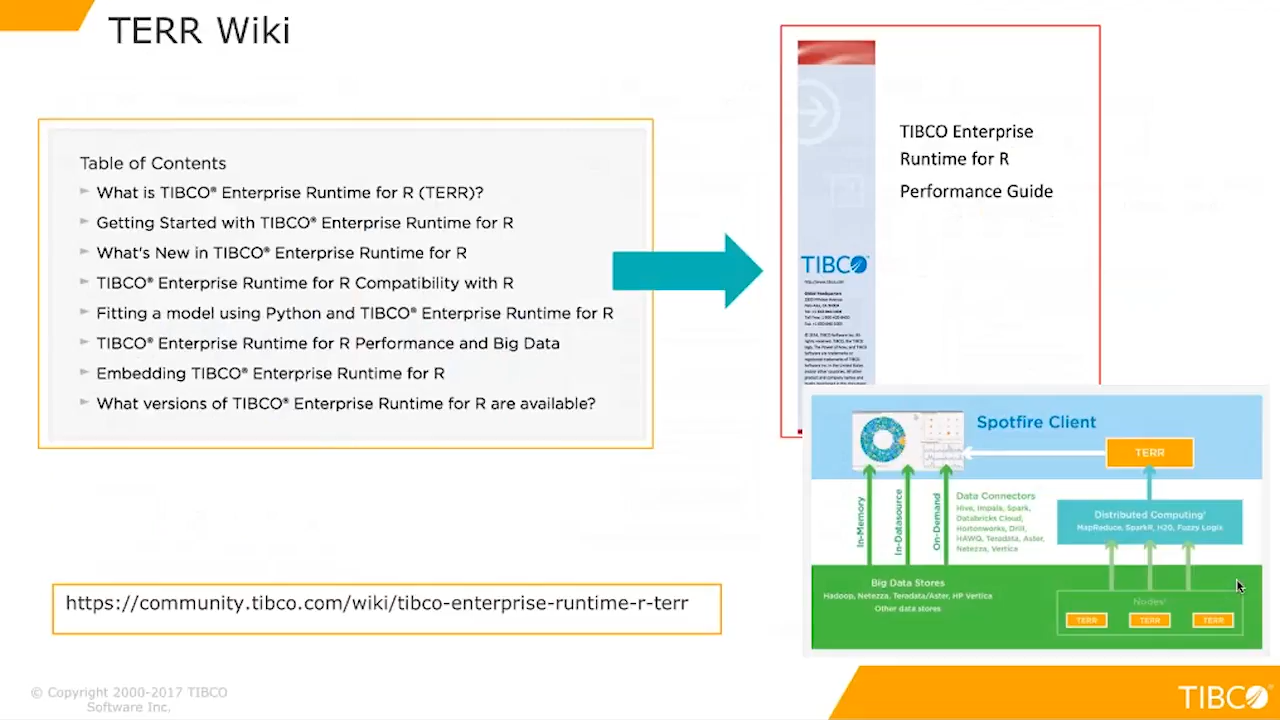 TERR Wiki
Table of Contents
What is TIBCO® Enterprise Runtime for R (TERR)?
Getting Started with TIBCO® Enterprise Runtime for R
What's New in TIBCO® Enterprise Runtime for R
TIBCO® Enterprise Runtime for R Compatibility with R
Fitting a model using Python and TIBCO® Enterprise Runtime for R
TIBCO® Enterprise Runtime for R Performance and Big Data
Embedding TIBCO® Enterprise Runtime for R
What versions of TIBCO® Enterprise Runtime for R are available?
https://community.tibco.com/wiki/tibco-enterprise-runtime-r-terr
TIBCO Enterprise
Runtime for R
Performance Guide
TIBCO
http://www.tibco.com
Spotfire Client
TERR
In-Memory
In-Datasource
On-Demand
Data Connectors
Hive, Impala, Spark,
Databricks Cloud,
Hortonworks, Drill,
HAWQ, Teradata, Aster,
Netezza, Vertica
Distributed Computing
MapReduce, SparkR, H2O, Fuzzy Logix
Big Data Stores
Hadoop, Netezza, Teradata/Aster, HP Vertica
Other data stores
Nodes
TERR
TERR
TERR
© Copyright 2000-2017 TIBCO
Software Inc.
TIBCO